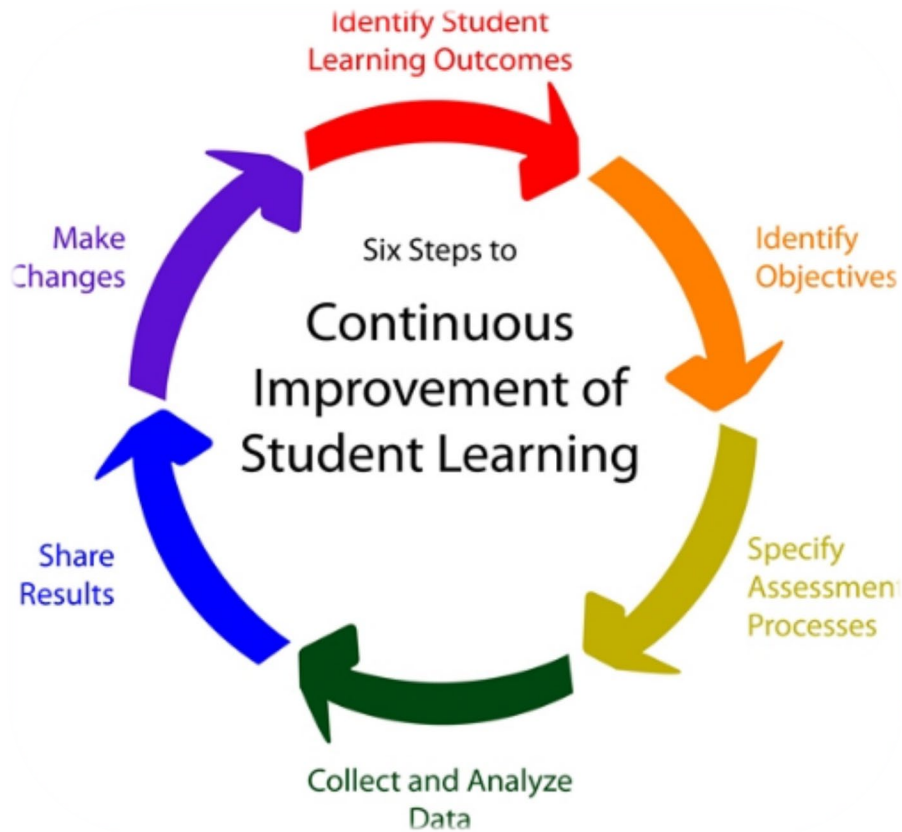 Identify Student
Learning Outcomes
Six Steps to
Continuous
Improvement of
Student Learning
Identify
Objectives
Specify
Assessment
Processes
Collect and Analyze
Data
Share
Results
Make
Changes